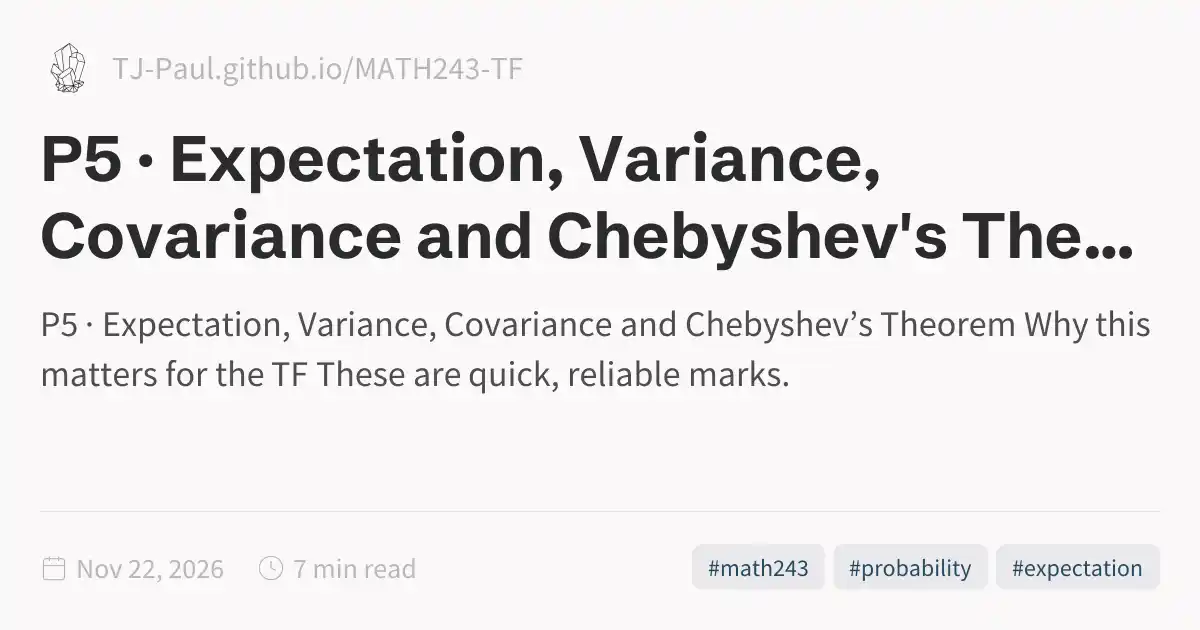 TJ-Paul.github.io/MATH243-TF
P5 · Expectation, Variance,
Covariance and Chebyshev's The...
P5 · Expectation, Variance, Covariance and Chebyshev’s Theorem Why this
matters for the TF These are quick, reliable marks.
Nov 22, 2026
7 min read
#math243
#probability
#expectation